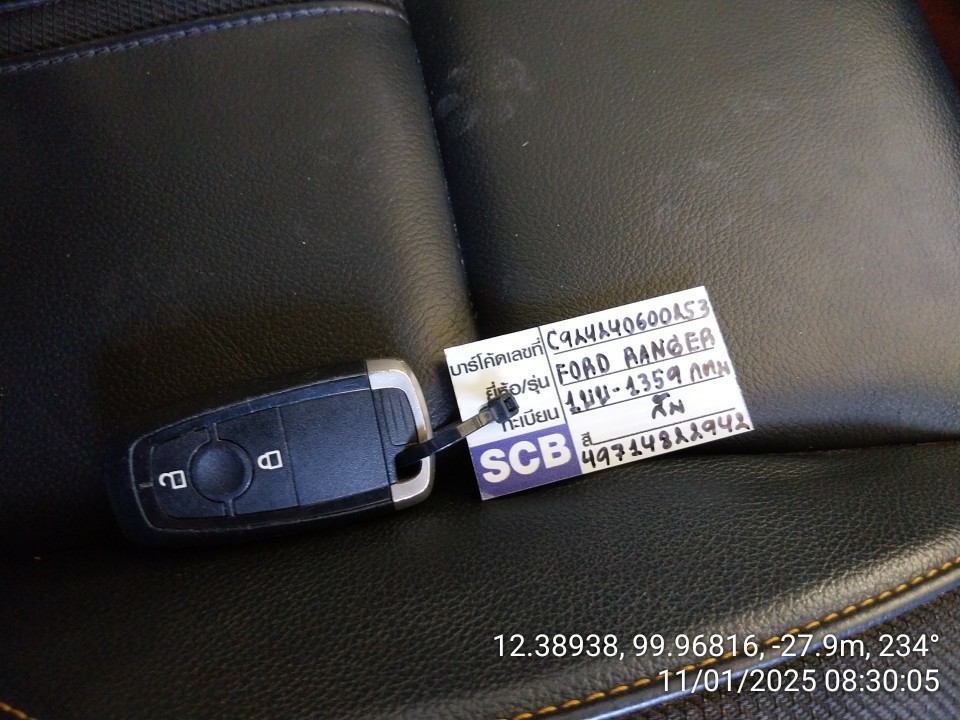 บาร์โค้ดเลขที่ C924240600253
ยี่ห้อ/รุ่น FORD RANGER
ทะเบียน 1ขข-1359 กทม
สี ส้ม
SCB 49714822942
12.38938, 99.96816, -27.9m, 234°
11/01/2025 08:30:05